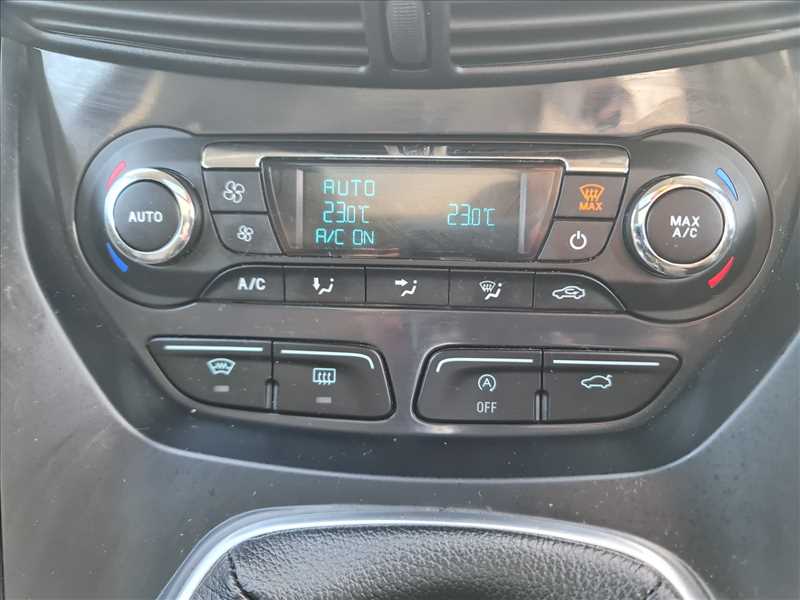 AUTO
23.0°C 23.0°C
A/C ON
AUTO
MAX
MAX
A/C
A/C
A
OFF